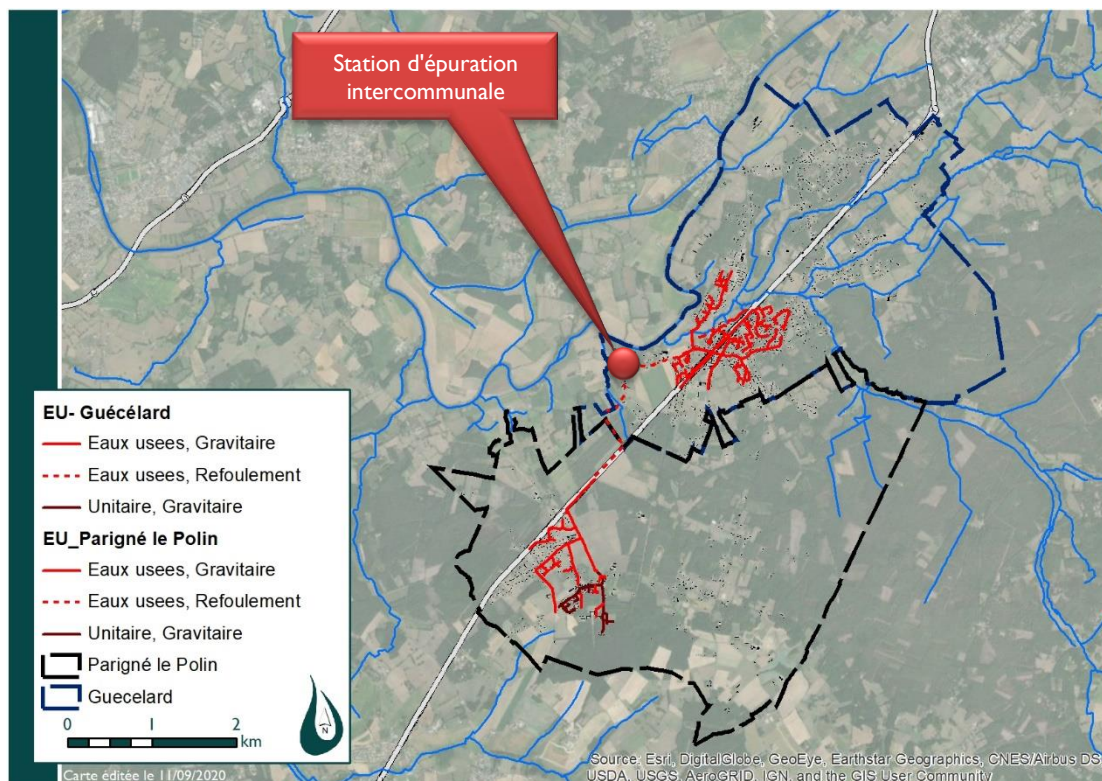 Station d'épuration
intercommunale
EU- Guécélard
Eaux usees, Gravitaire
Eaux usees, Refoulement
Unitaire, Gravitaire
EU_Parigné le Polin
Eaux usees, Gravitaire
Eaux usees, Refoulement
Unitaire, Gravitaire
Parigné le Polin
Guecelard
0 1 2
km
N
Carte éditée le 11/09/2020
Source: Esri, DigitalGlobe, GeoEye, Earthstar Geographics, CNES/Airbus DS
USDA, USGS, AeroGRID, IGN, and the GIS User Community